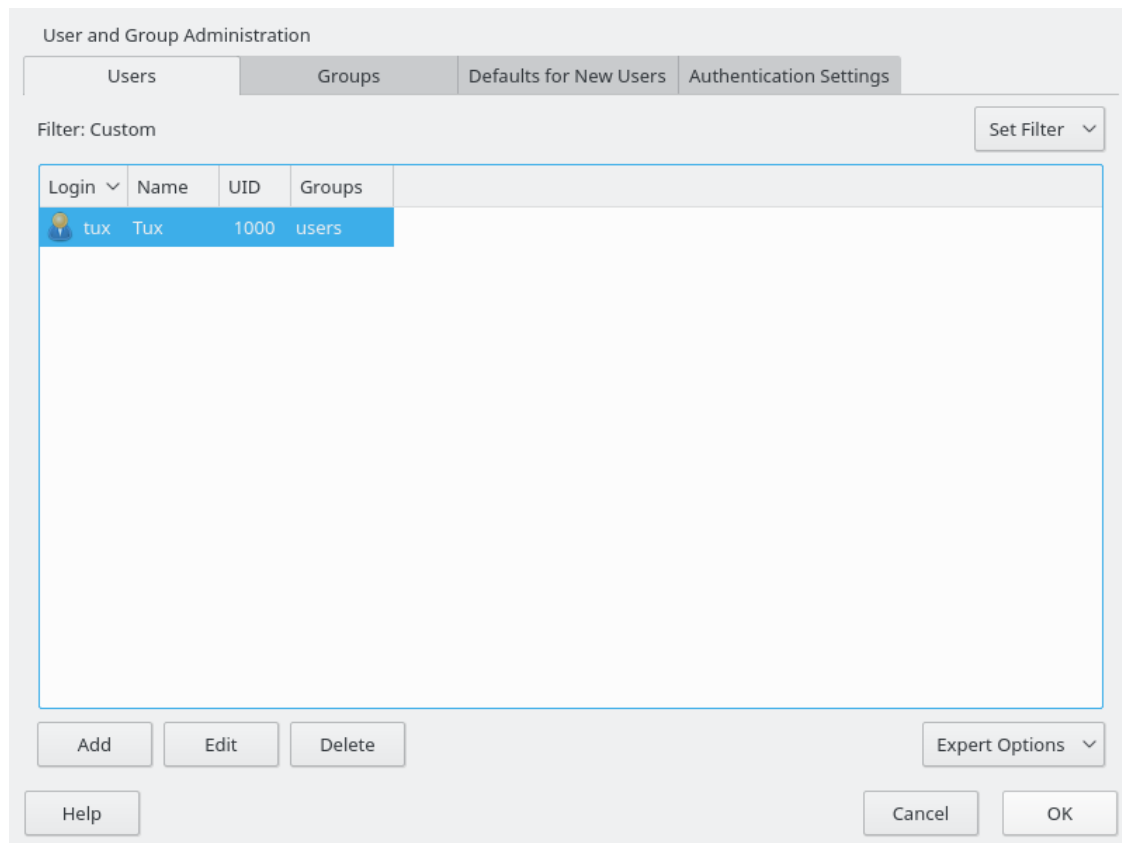 User and Group Administration
Users Groups Defaults for New Users Authentication Settings
Filter: Custom Set Filter
Login Name UID Groups
tux Tux 1000 users
Add Edit Delete Expert Options
Help Cancel OK